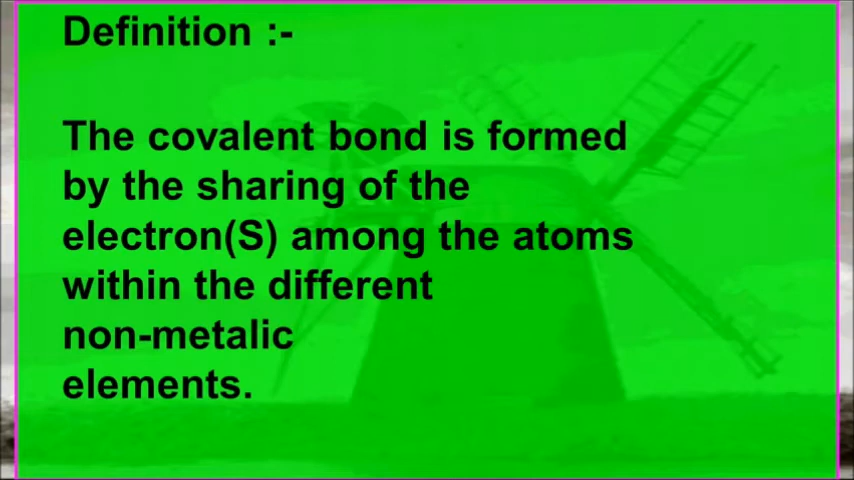 Definition :-
The covalent bond is formed
by the sharing of the
electron(S) among the atoms
within the different
non-metalic
elements.